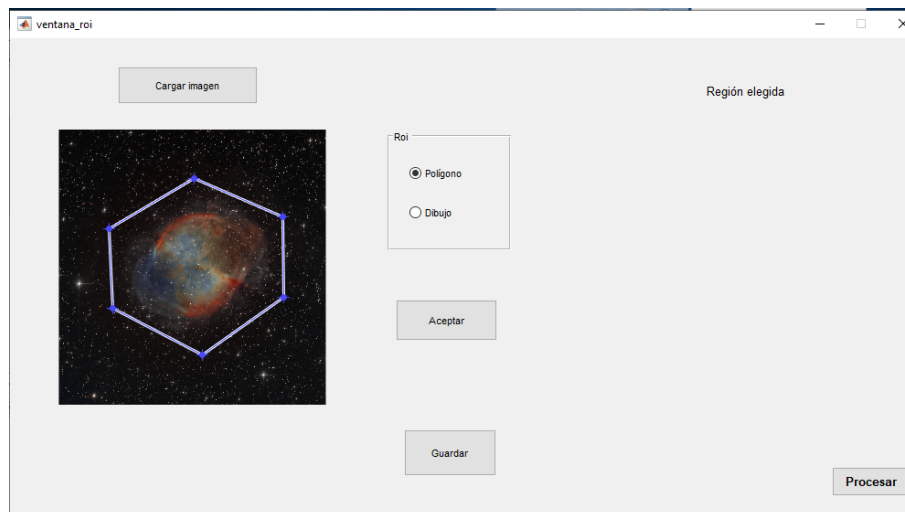 ventana_roi
Cargar imagen
Región elegida
Roi
Polígono
Dibujo
Aceptar
Guardar
Procesar